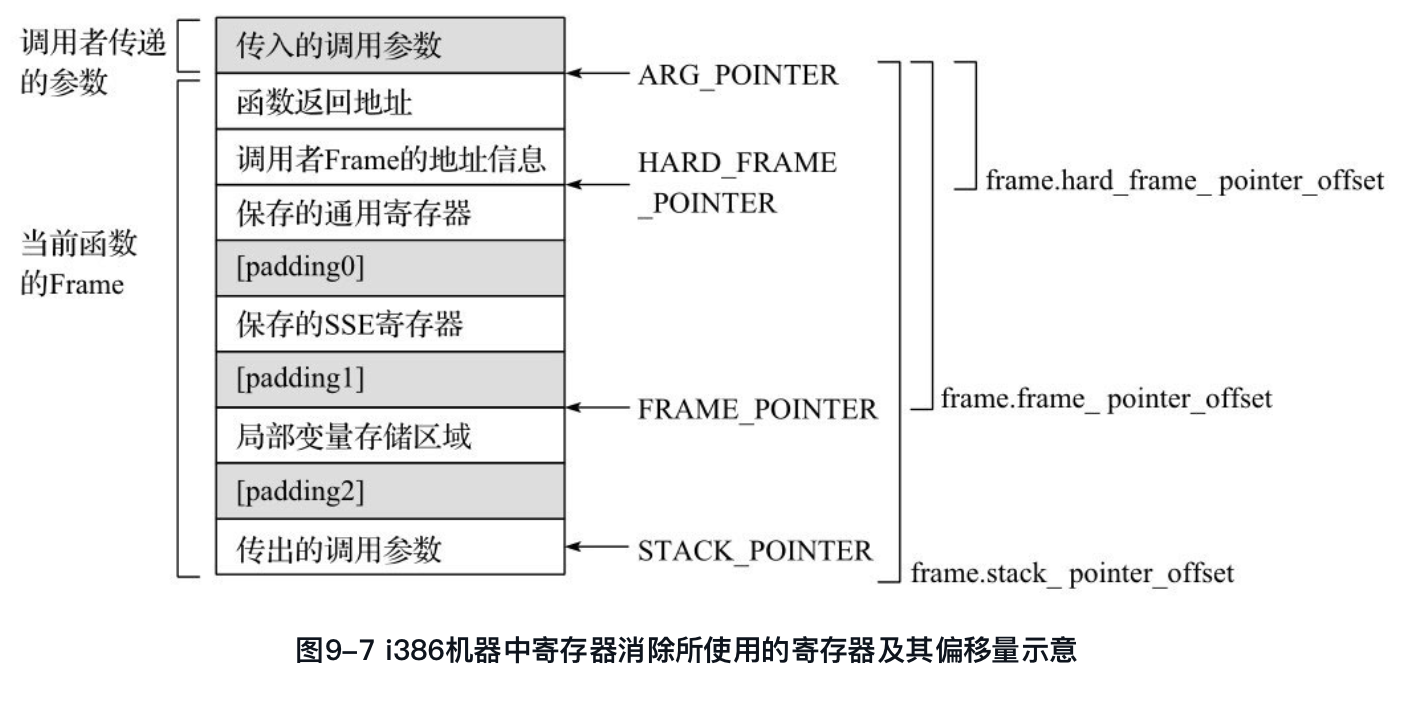 调用者传递
的参数
传入的调用参数
ARG_POINTER
函数返回地址
调用者Frame的地址信息
HARD_FRAME
_POINTER
frame.hard_frame_ pointer_offset
保存的通用寄存器
当前函数
的Frame
[padding0]
保存的SSE寄存器
[padding1]
FRAME_POINTER
frame.frame_ pointer_offset
局部变量存储区域
[padding2]
传出的调用参数
STACK_POINTER
frame.stack_ pointer_offset
图9-7 i386机器中寄存器消除所使用的寄存器及其偏移量示意